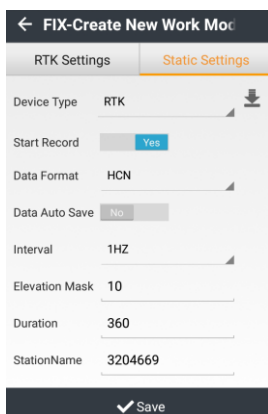 FIX-Create New Work Mod
RTK Settings Static Settings
Device Type RTK
Start Record Yes
Data Format HCN
Data Auto Save No
Interval 1HZ
Elevation Mask 10
Duration 360
StationName 3204669
Save